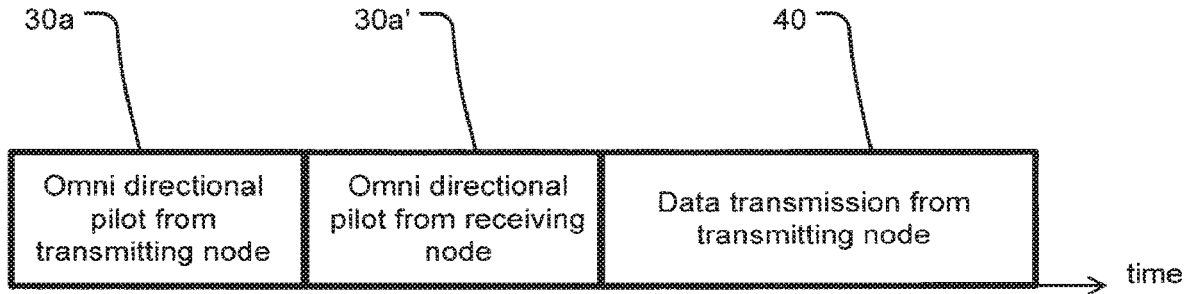 30a
30a'
40
Omni directional
pilot from
transmitting node
Omni directional
pilot from receiving
node
Data transmission from
transmitting node
time